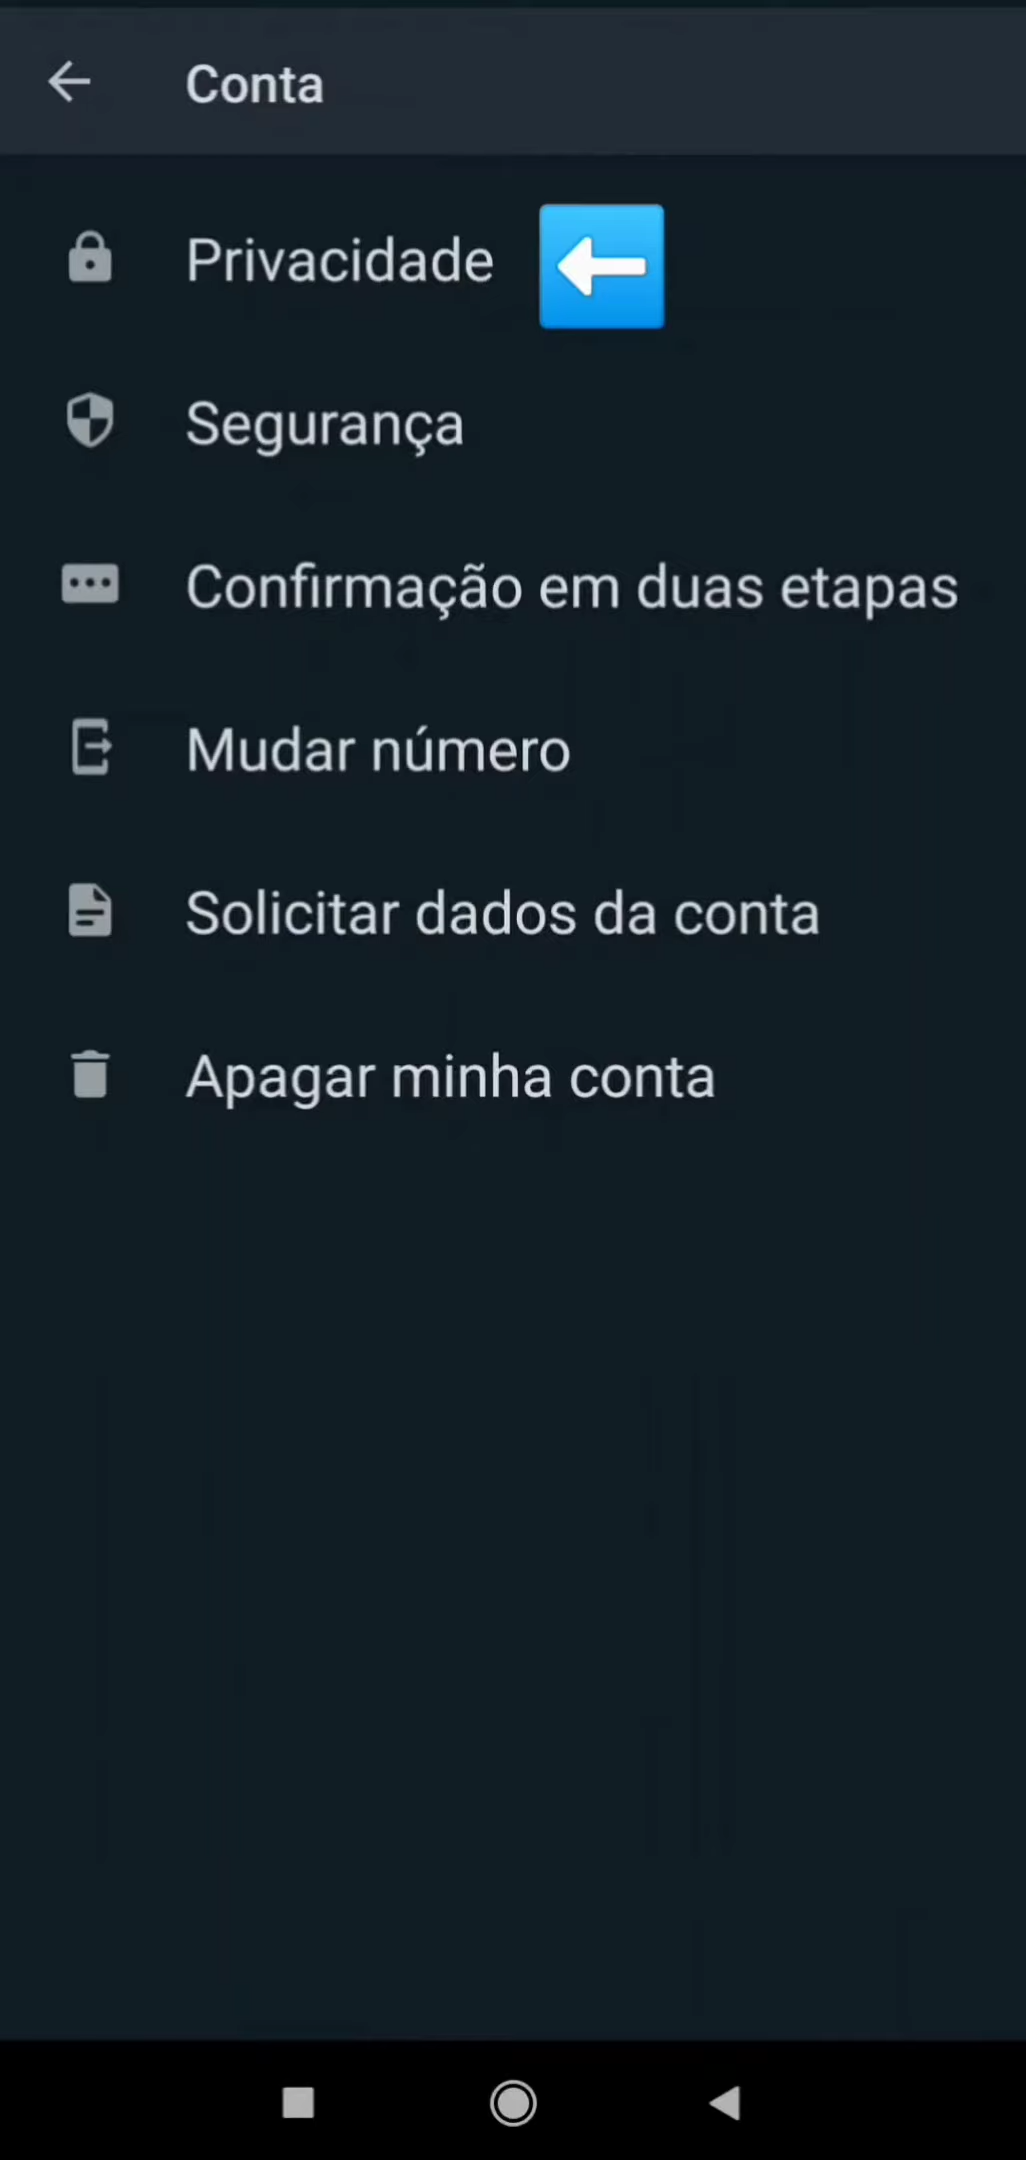 Conta
Privacidade
Segurança
Confirmação em duas etapas
Mudar número
Solicitar dados da conta
Apagar minha conta